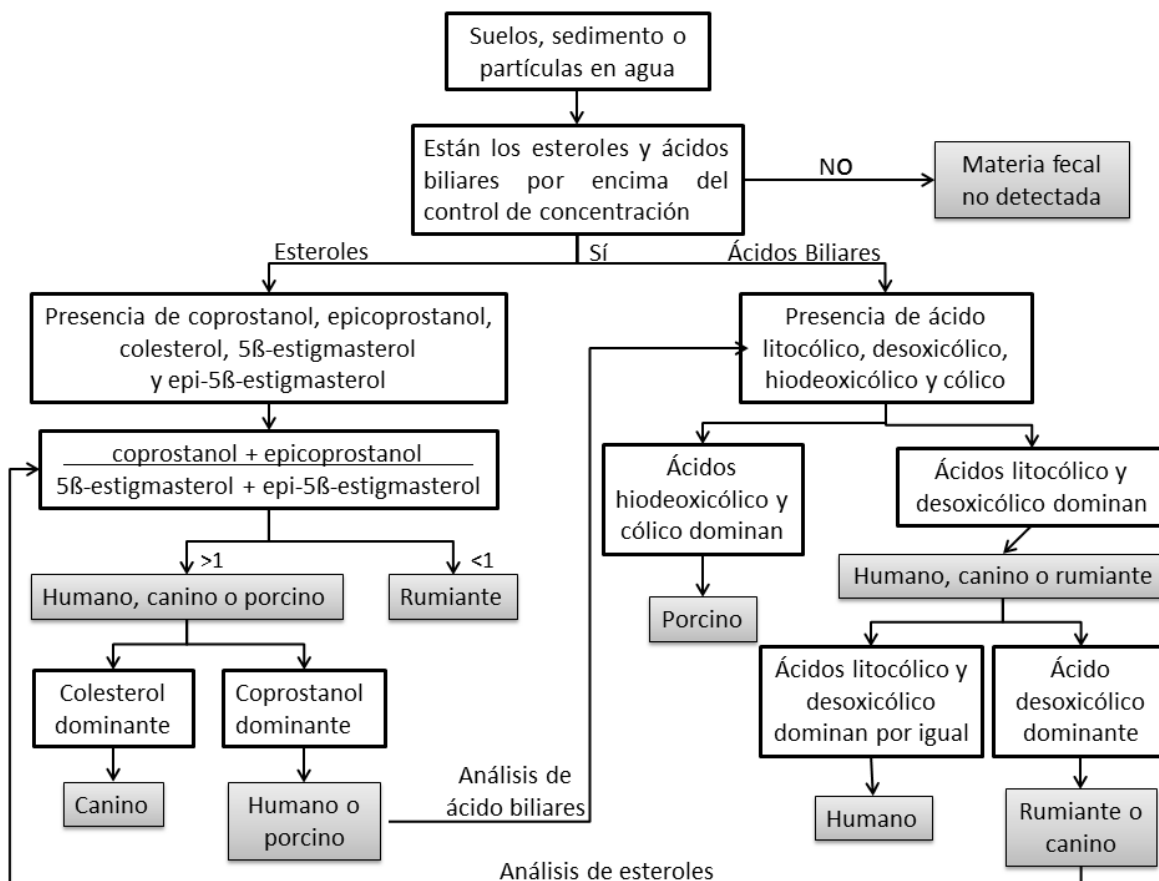 Suelos, sedimento o
partículas en agua
Están los esteroles y ácidos
biliares por encima del
control de concentración
NO
Materia fecal
no detectada
Esteroles
Sí
Ácidos Biliares
Presencia de coprostanol, epicoprostanol,
colesterol, 5ß-estigmasterol
y epi-5ß-estigmasterol
Presencia de ácido
litocólico, desoxicólico,
hiodeoxicólico y cólico
coprostanol + epicoprostanol
5ß-estigmasterol + epi-5ß-estigmasterol
Ácidos
hiodeoxicólico y
cólico dominan
Ácidos litocólico y
desoxicólico dominan
>1
<1
Humano, canino o porcino
Rumiante
Porcino
Humano, canino o rumiante
Colesterol
dominante
Coprostanol
dominante
Ácidos litocólico y
desoxicólico
dominan por igual
Ácido
desoxicólico
dominante
Canino
Humano o
porcino
Análisis de
ácido biliares
Humano
Rumiante o
canino
Análisis de esteroles